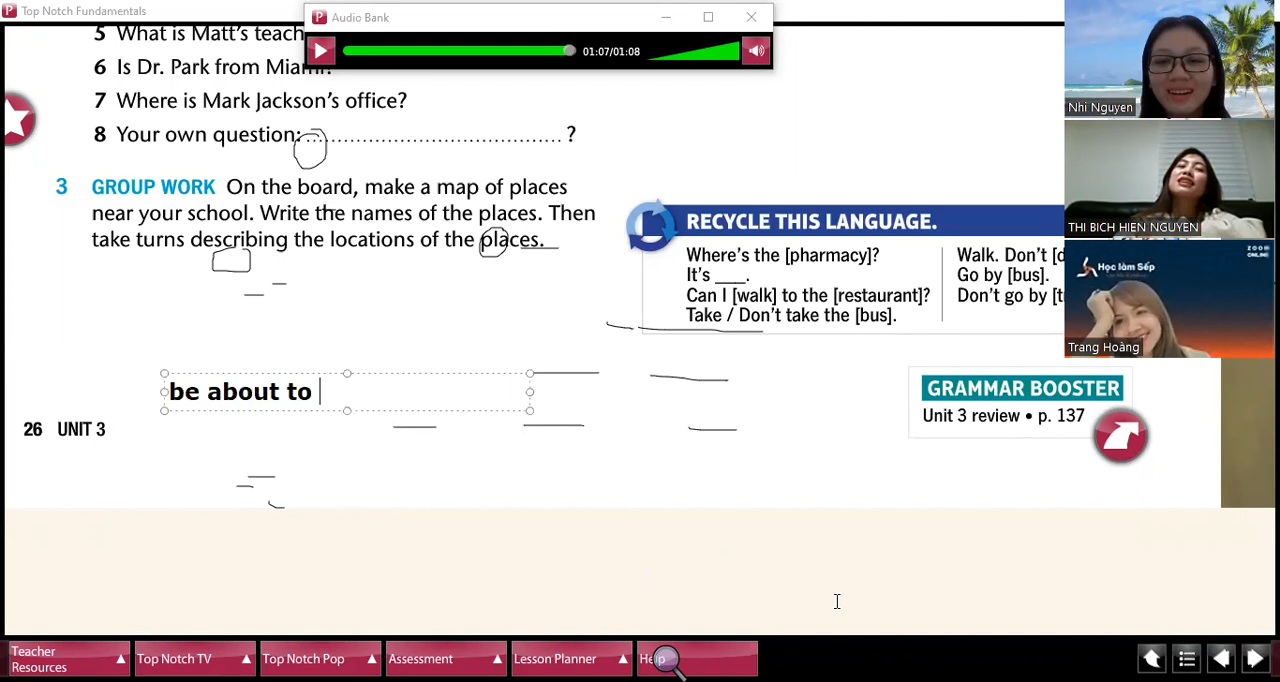 Top Notch Fundamentals
Audio Bank
01:07/01:08
5 What is Matt's teach
6 Is Dr. Park from Miami?
7 Where is Mark Jackson's office?
8 Your own question: ........................................ ?
3 GROUP WORK On the board, make a map of places
near your school. Write the names of the places. Then
take turns describing the locations of the places.
RECYCLE THIS LANGUAGE.
Where's the [pharmacy]?
It's ___.
Can I [walk] to the [restaurant]?
Take / Don't take the [bus].
Walk. Don't [d
Go by [bus].
Don't go by [t
be about to
GRAMMAR BOOSTER
Unit 3 review • p. 137
26 UNIT 3
Nhi Nguyen
THI BICH HIEN NGUYEN
ZOOM
ONLINE
Học làm Sếp
Trang Hoàng
Teacher
Resources
Top Notch TV
Top Notch Pop
Assessment
Lesson Planner
Help